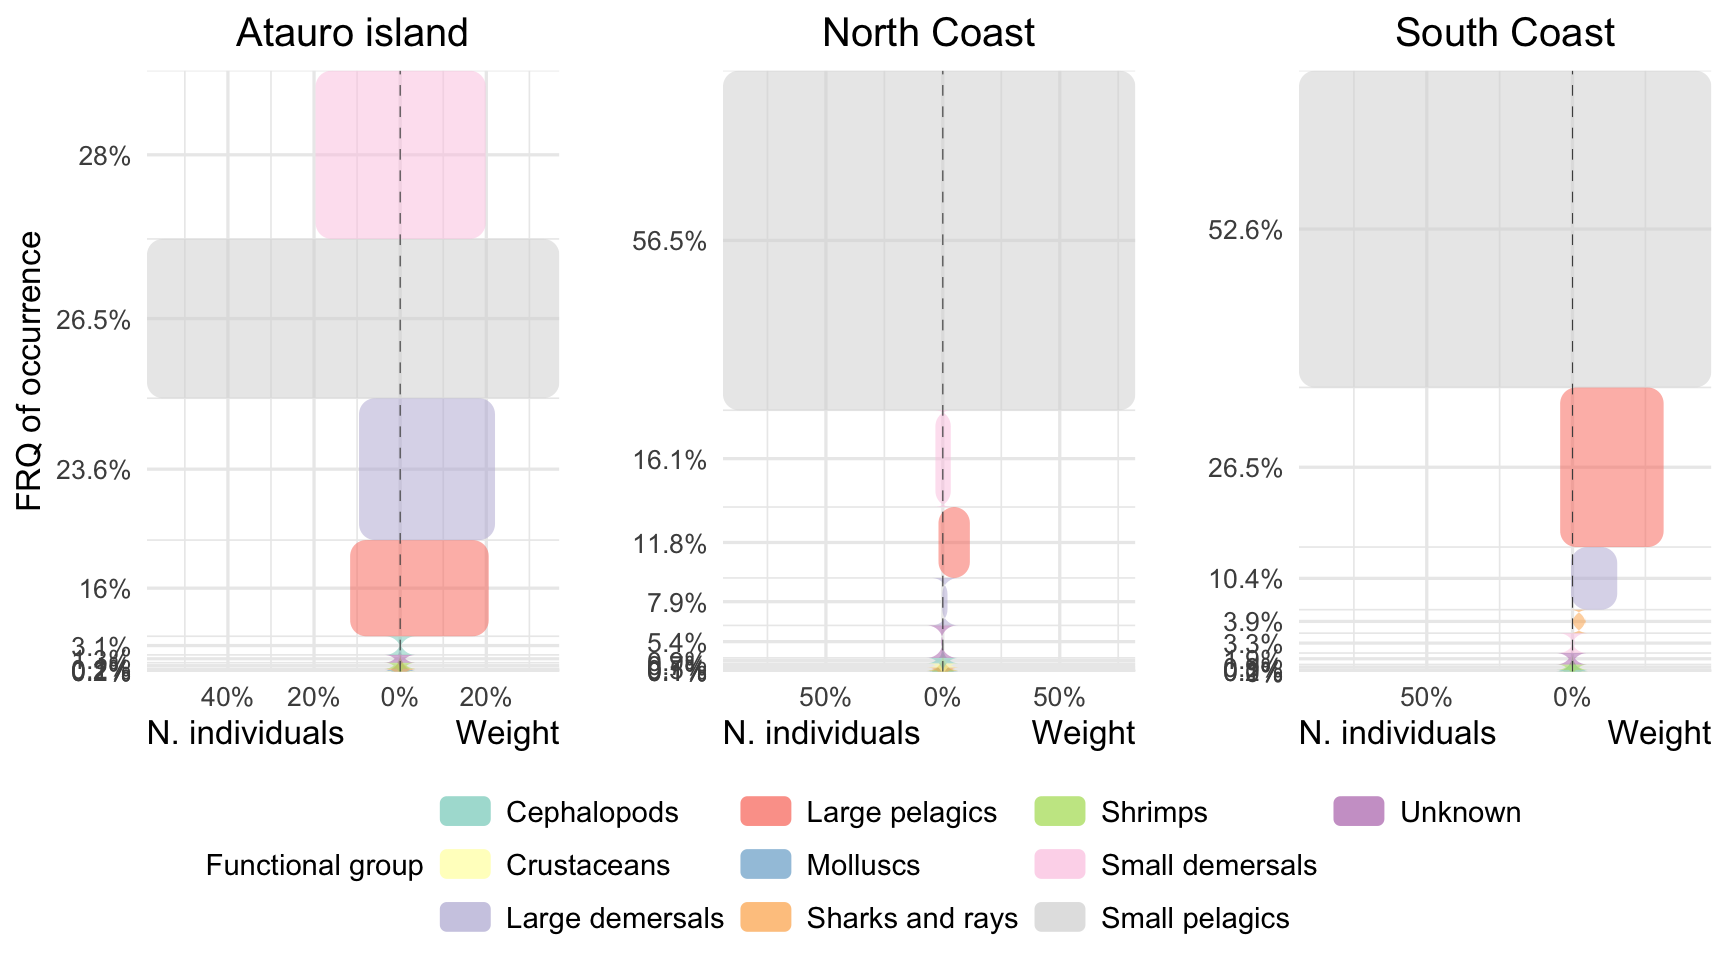 Atauro island
North Coast
South Coast
FRQ of occurrence
28%
26.5%
23.6%
16%
3.1%
56.5%
16.1%
11.8%
7.9%
5.4%
52.6%
26.5%
10.4%
3.9%
3.3%
40% 20% 0% 20%
50% 0% 50%
50% 0%
N. individuals Weight
N. individuals Weight
N. individuals Weight
Functional group
Cephalopods
Crustaceans
Large demersals
Large pelagics
Molluscs
Sharks and rays
Shrimps
Small demersals
Small pelagics
Unknown